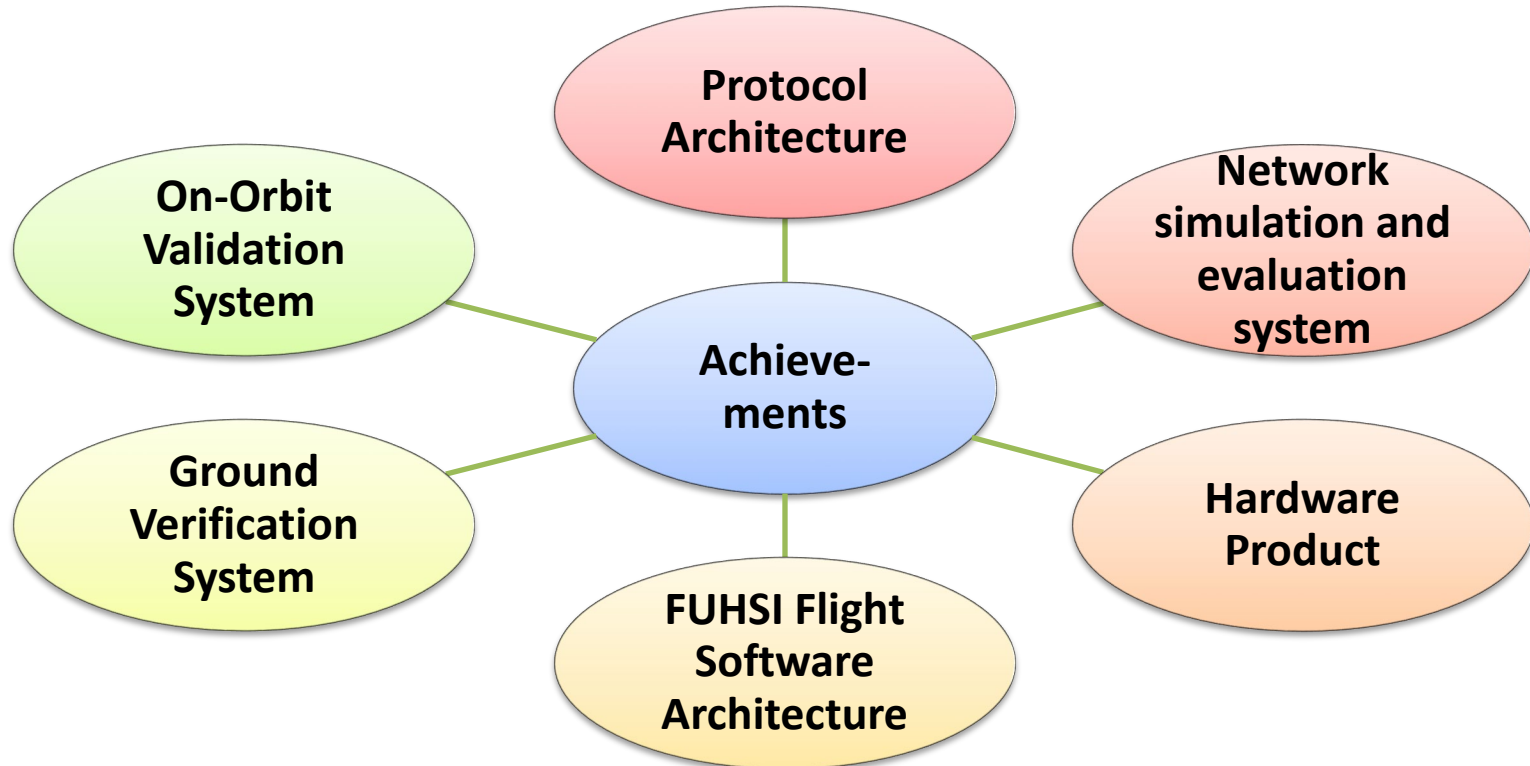 Protocol
Architecture
Network
simulation and
evaluation
system
Hardware
Product
FUHSI Flight
Software
Architecture
Ground
Verification
System
On-Orbit
Validation
System
Achieve-
ments